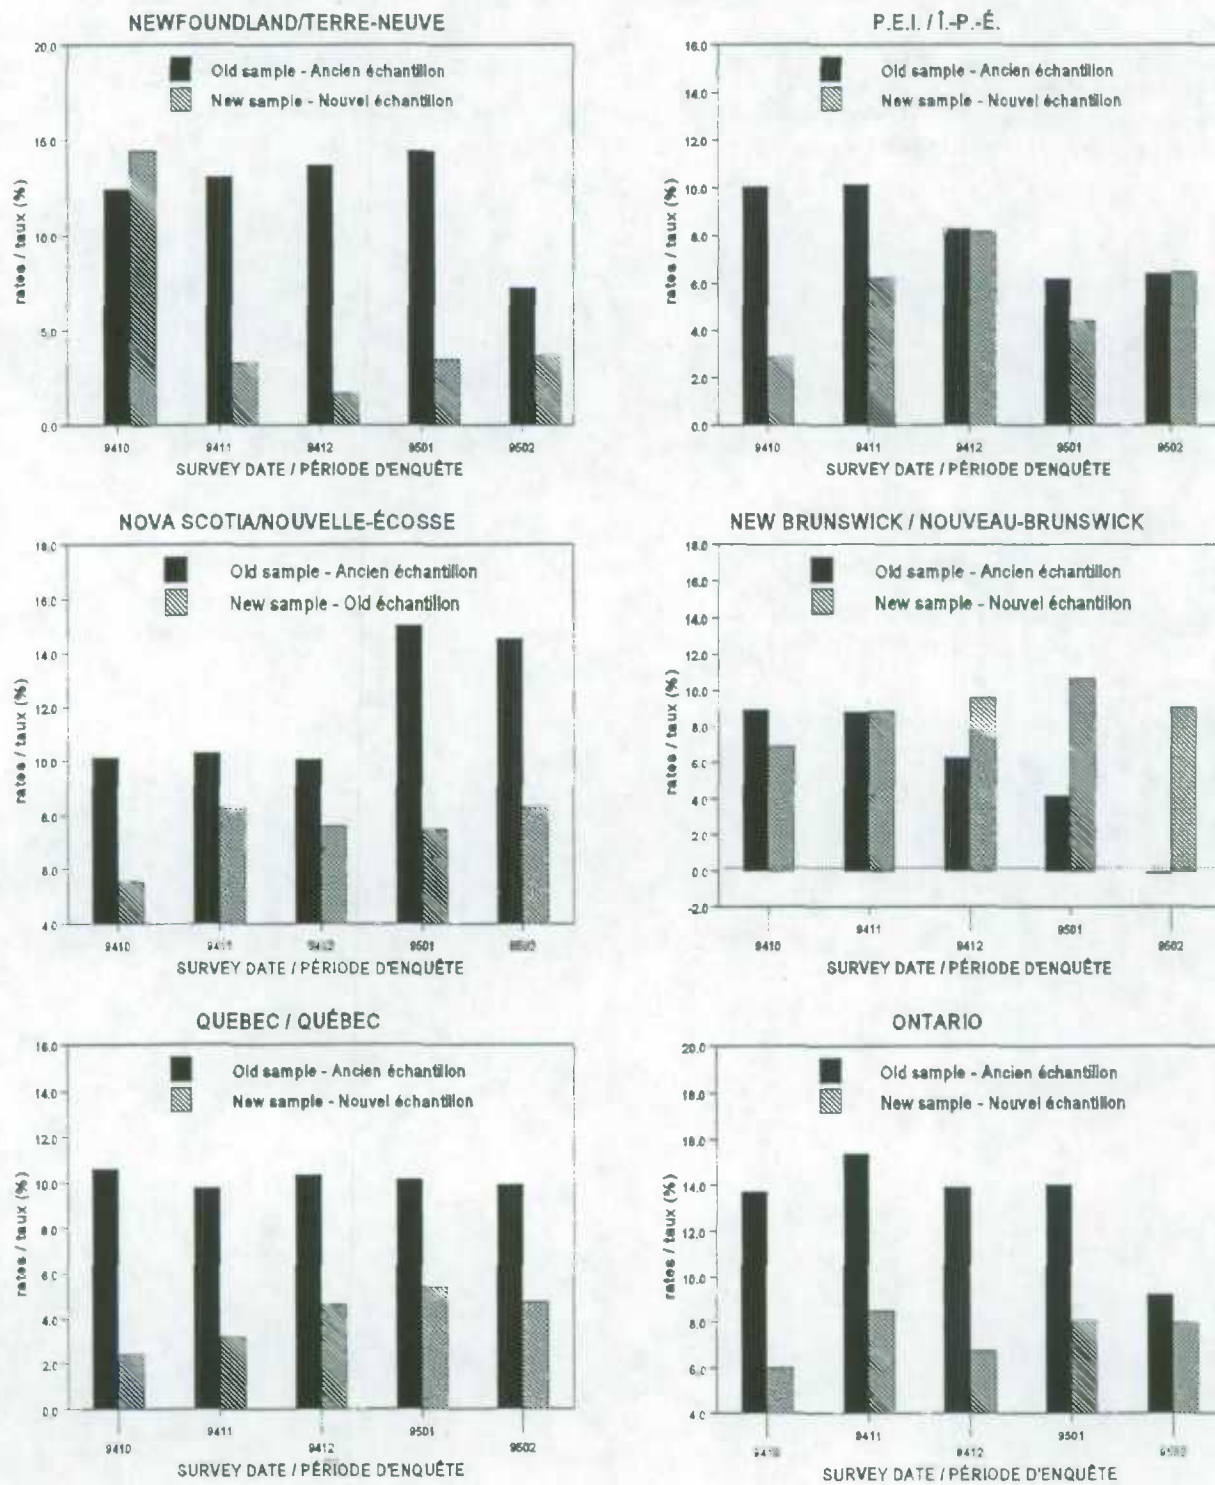 NEWFOUNDLAND/TERRE-NEUVE
20.0
15.0
10.0
5.0
0.0
rates / taux (%)
Old sample - Ancien échantillon
New sample - Nouvel échantillon
9410 9411 9412 9501 9502
SURVEY DATE / PÉRIODE D'ENQUÊTE
P.E.I. / Î.-P.-É.
16.0
14.0
12.0
10.0
8.0
6.0
4.0
2.0
0.0
rates / taux (%)
Old sample - Ancien échantillon
New sample - Nouvel échantillon
9410 9411 9412 9501 9502
SURVEY DATE / PÉRIODE D'ENQUÊTE
NOVA SCOTIA/NOUVELLE-ÉCOSSE
18.0
16.0
14.0
12.0
10.0
8.0
6.0
4.0
rates / taux (%)
Old sample - Ancien échantillon
New sample - Old échantillon
9410 9411 9412 9501 9502
SURVEY DATE / PÉRIODE D'ENQUÊTE
NEW BRUNSWICK / NOUVEAU-BRUNSWICK
18.0
16.0
14.0
12.0
10.0
8.0
6.0
4.0
2.0
0.0
-2.0
rates / taux (%)
Old sample - Ancien échantillon
New sample - Nouvel échantillon
9410 9411 9412 9501 9502
SURVEY DATE / PÉRIODE D'ENQUÊTE
QUEBEC / QUÉBEC
16.0
14.0
12.0
10.0
8.0
6.0
4.0
2.0
0.0
rates / taux (%)
Old sample - Ancien échantillon
New sample - Nouvel échantillon
9410 9411 9412 9501 9502
SURVEY DATE / PÉRIODE D'ENQUÊTE
ONTARIO
20.0
18.0
16.0
14.0
12.0
10.0
8.0
6.0
4.0
rates / taux (%)
Old sample - Ancien échantillon
New sample - Nouvel échantillon
9410 9411 9412 9501 9502
SURVEY DATE / PÉRIODE D'ENQUÊTE